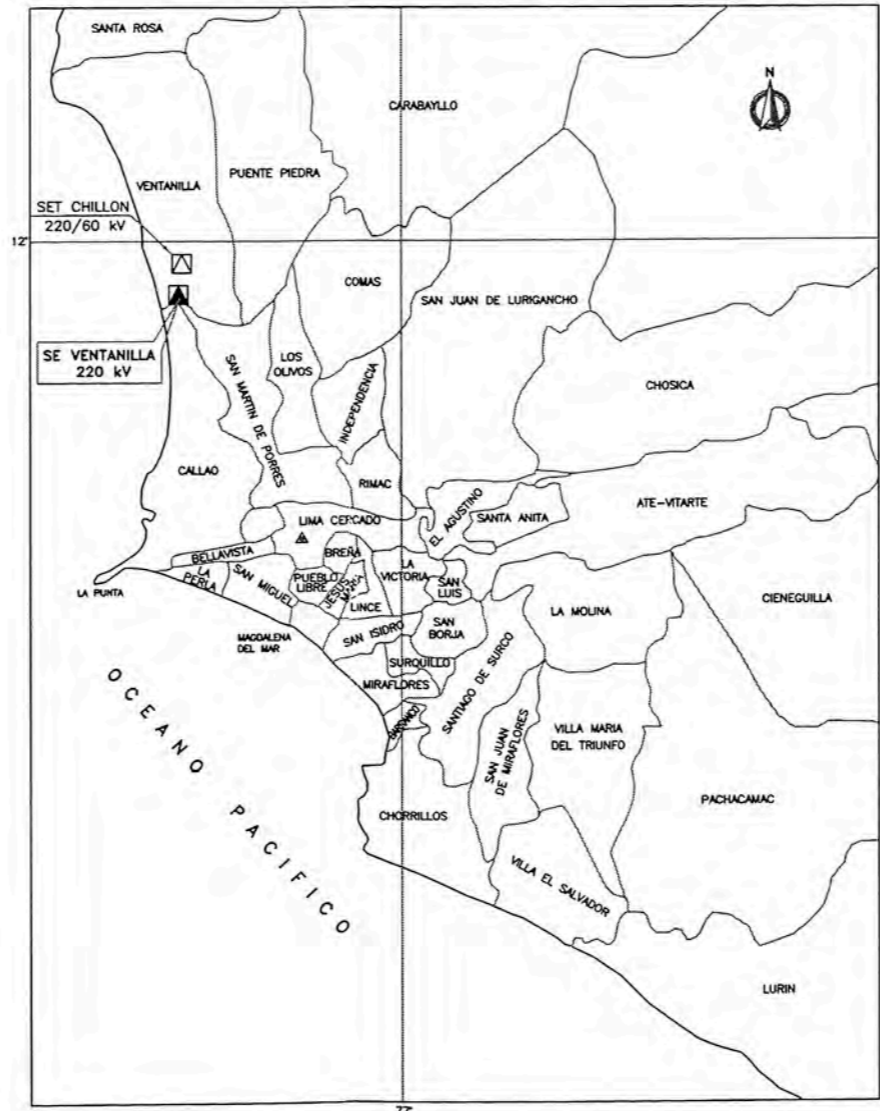 SANTA ROSA
N
CARABAYLLO
PUENTE PIEDRA
VENTANILLA
SET CHILLON
220/60 kV
12°
COMAS
SAN JUAN DE LURIGANCHO
SE VENTANILLA
220 kV
LOS
OLIVOS
SAN MARTIN DE PORRES
INDEPENDENCIA
CHOSICA
CALLAO
RIMAC
ATE-VITARTE
EL AGUSTINO
SANTA ANITA
LIMA CERCADO
BREÑA
BELLAVISTA
LA
PERLA
LA PUNTA
SAN MIGUEL
PUEBLO
LIBRE
JESUS
MARIA
LINCE
LA
VICTORIA
SAN
LUIS
LA MOLINA
CIENEGUILLA
MAGDALENA
DEL MAR
SAN ISIDRO
SAN
BORJA
SURQUILLO
MIRAFLORES
SANTIAGO DE SURCO
BARRANCO
SAN JUAN
DE MIRAFLORES
VILLA MARIA
DEL TRIUNFO
PACHACAMAC
CHORRILLOS
VILLA EL SALVADOR
OCEANO PACIFICO
LURIN
77°